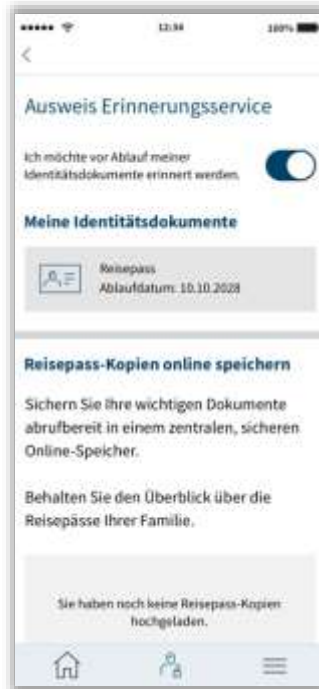 12:34
100%
Ausweis Erinnerungsservice
Ich möchte vor Ablauf meiner
Identitätsdokumente erinnert werden.
Meine Identitätsdokumente
Reisepass
Ablaufdatum: 10.10.2028
Reisepass-Kopien online speichern
Sichern Sie Ihre wichtigen Dokumente
abrufbereit in einem zentralen, sicheren
Online-Speicher.
Behalten Sie den Überblick über die
Reisepässe Ihrer Familie.
Sie haben noch keine Reisepass-Kopien
hochgeladen.